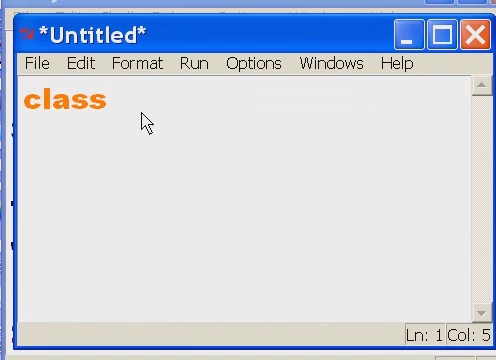 *Untitled*
File Edit Format Run Options Windows Help
class
Ln: 1 Col: 5